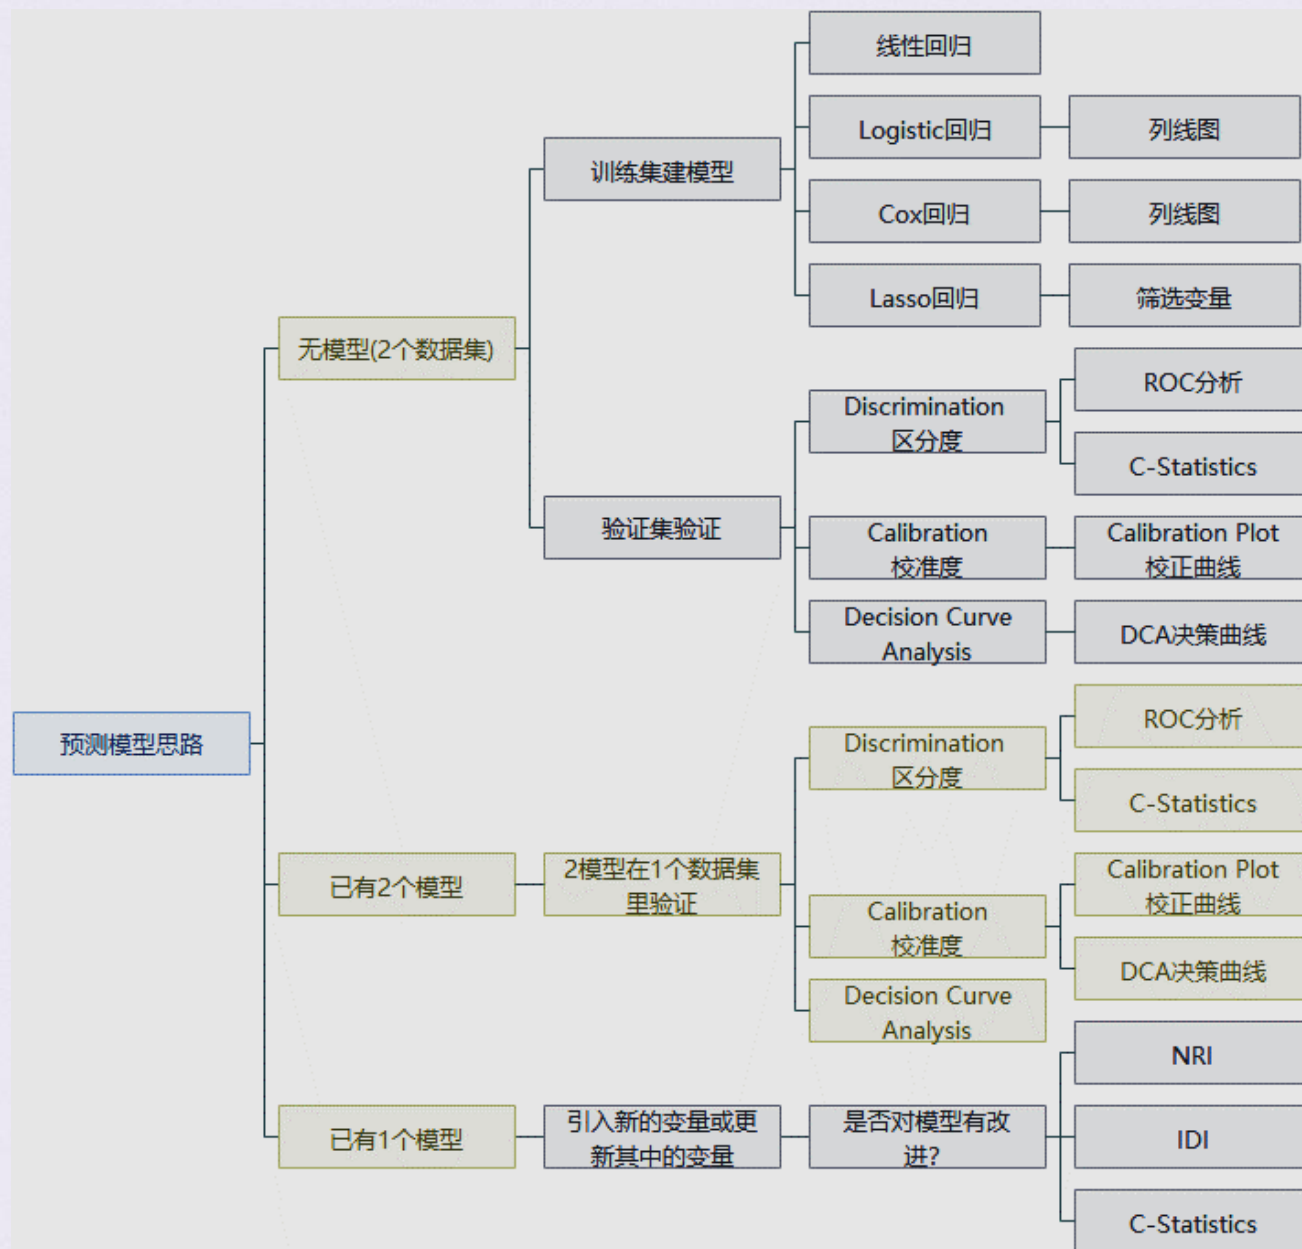 线性回归
Logistic回归
列线图
训练集建模型
Cox回归
列线图
Lasso回归
筛选变量
无模型(2个数据集)
ROC分析
Discrimination
区分度
C-Statistics
验证集验证
Calibration
校准度
Calibration Plot
校正曲线
Decision Curve
Analysis
DCA决策曲线
预测模型思路
ROC分析
Discrimination
区分度
C-Statistics
已有2个模型
2模型在1个数据集
里验证
Calibration Plot
校正曲线
Calibration
校准度
DCA决策曲线
Decision Curve
Analysis
NRI
已有1个模型
引入新的变量或更
新其中的变量
是否对模型有改
进?
IDI
C-Statistics